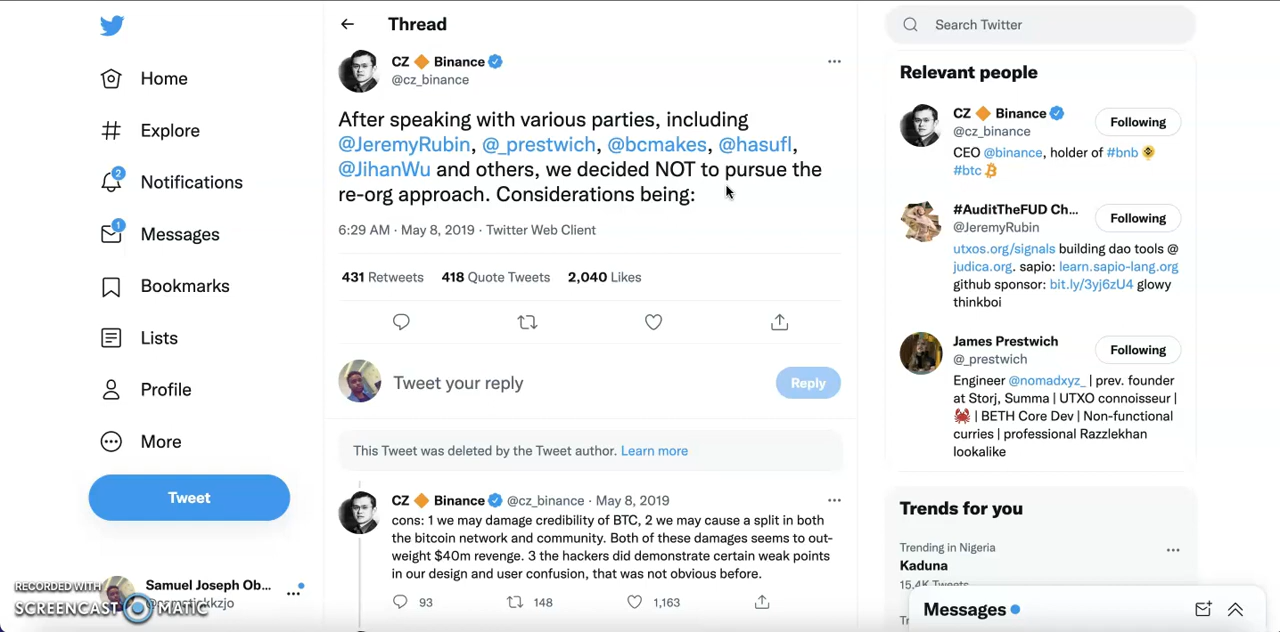 Home
Explore
2
Notifications
1
Messages
Bookmarks
Lists
Profile
More
Tweet
Samuel Joseph Ob...
RECORDED WITH
SCREENCAST MATIC
Thread
CZ 🔶 Binance
@cz_binance
After speaking with various parties, including
@JeremyRubin, @_prestwich, @bcmakes, @hasufl,
@JihanWu and others, we decided NOT to pursue the
re-org approach. Considerations being:
6:29 AM · May 8, 2019 · Twitter Web Client
431 Retweets 418 Quote Tweets 2,040 Likes
Tweet your reply
Reply
This Tweet was deleted by the Tweet author. Learn more
CZ 🔶 Binance @cz_binance · May 8, 2019
cons: 1 we may damage credibility of BTC, 2 we may cause a split in both
the bitcoin network and community. Both of these damages seems to out-
weight $40m revenge. 3 the hackers did demonstrate certain weak points
in our design and user confusion, that was not obvious before.
93 148 1,163
Search Twitter
Relevant people
CZ 🔶 Binance
@cz_binance
Following
CEO @binance, holder of #bnb
#btc
#AuditTheFUD Ch...
@JeremyRubin
Following
utxos.org/signals building dao tools @
judica.org. sapio: learn.sapio-lang.org
github sponsor: bit.ly/3yj6zU4 glowy
thinkboi
James Prestwich
@_prestwich
Following
Engineer @nomadxyz_ | prev. founder
at Storj, Summa | UTXO connoisseur |
🦀 | BETH Core Dev | Non-functional
curries | professional Razzlekhan
lookalike
Trends for you
Trending in Nigeria
Kaduna
15.4K Tweets
Messages